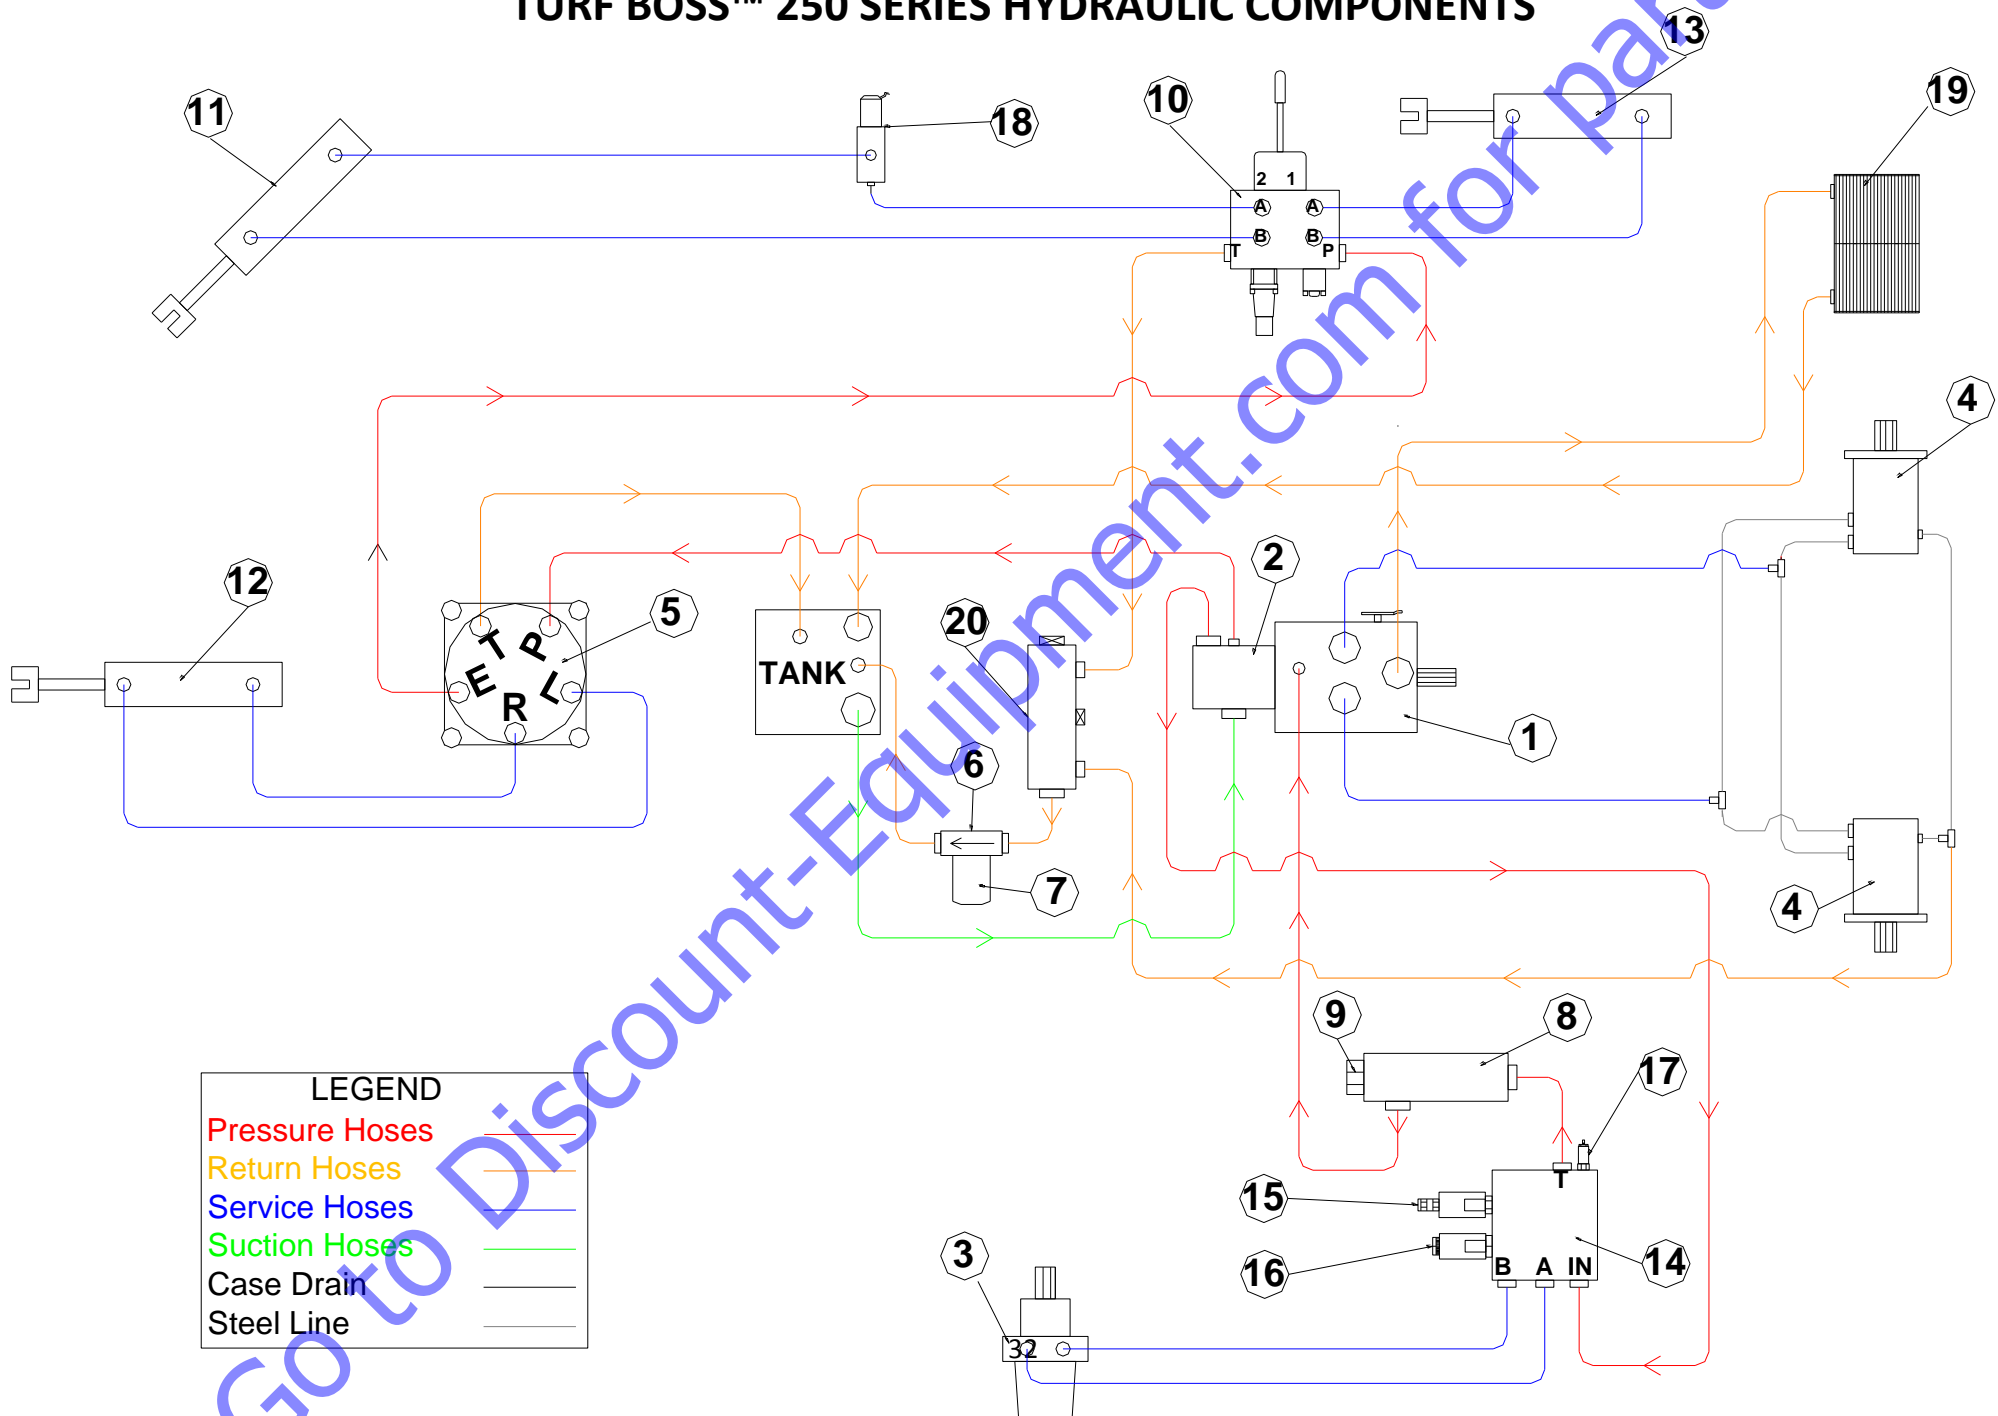 TURF BOSS™ 250 SERIES HYDRAULIC COMPONENTS
13
11
18
10
19
2 1
A A
B B
T P
4
12
5
20
2
T P
E L
R
TANK
1
6
7
4
9
8
17
LEGEND
Pressure Hoses
Return Hoses
Service Hoses
Suction Hoses
Case Drain
Steel Line
T
15
16
14
B A IN
3
32
Go to Discount-Equipment.com for par